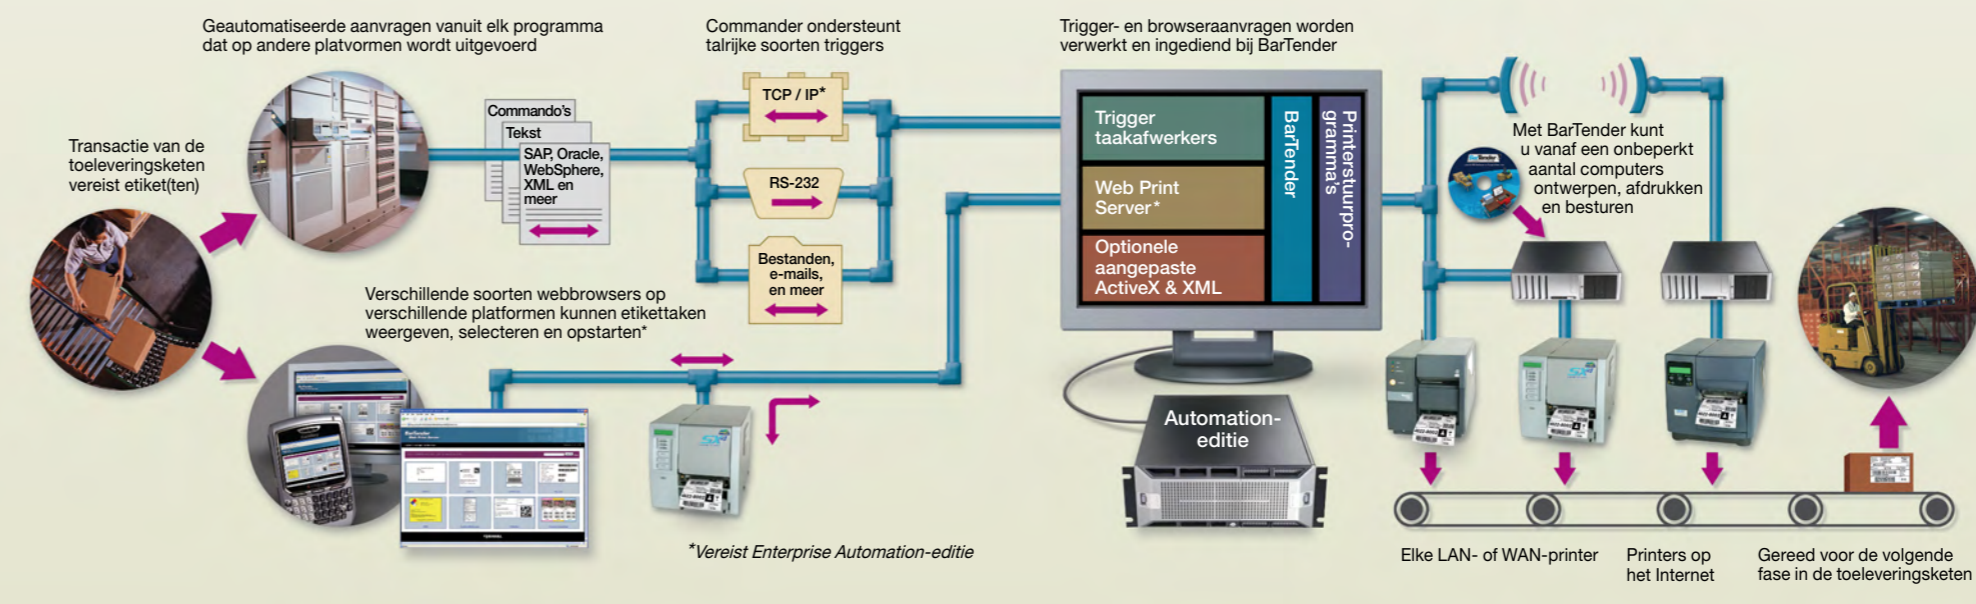 Geautomatiseerde aanvragen vanuit elk programma
dat op andere platvormen wordt uitgevoerd
Commander ondersteunt
talrijke soorten triggers
Trigger- en browseraanvragen worden
verwerkt en ingediend bij BarTender
Transactie van de
toeleveringsketen
vereist etiket(ten)
Commando's
Tekst
SAP, Oracle,
WebSphere,
XML en
meer
TCP / IP*
RS-232
Bestanden,
e-mails,
en meer
Verschillende soorten webbrowsers op
verschillende platformen kunnen etikettaken
weergeven, selecteren en opstarten*
Trigger
taakafwerkers
Web Print
Server*
Optionele
aangepaste
ActiveX & XML
BarTender
Printerstuurpro-
gramma's
Automation-
editie
Met BarTender kunt
u vanaf een onbeperkt
aantal computers
ontwerpen, afdrukken
en besturen
*Vereist Enterprise Automation-editie
Elke LAN- of WAN-printer
Printers op
het Internet
Gereed voor de volgende
fase in de toeleveringsketen